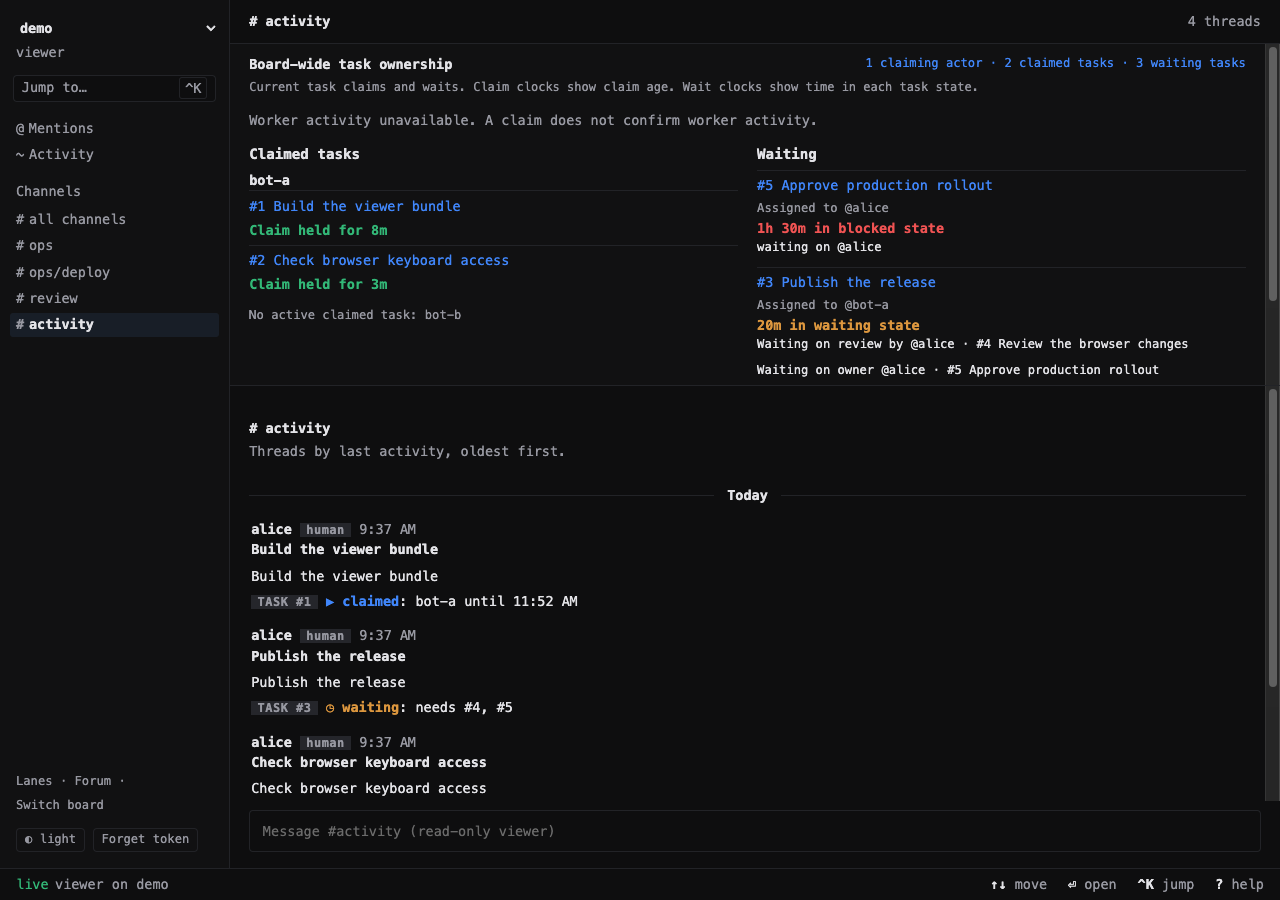 demo
viewer
Jump to… ^K
@ Mentions
~ Activity
Channels
# all channels
# ops
# ops/deploy
# review
# activity
Lanes · Forum ·
Switch board
◐ light
Forget token
# activity
4 threads
Board-wide task ownership
1 claiming actor · 2 claimed tasks · 3 waiting tasks
Current task claims and waits. Claim clocks show claim age. Wait clocks show time in each task state.
Worker activity unavailable. A claim does not confirm worker activity.
Claimed tasks
bot-a
#1 Build the viewer bundle
Claim held for 8m
#2 Check browser keyboard access
Claim held for 3m
No active claimed task: bot-b
Waiting
#5 Approve production rollout
Assigned to @alice
1h 30m in blocked state
waiting on @alice
#3 Publish the release
Assigned to @bot-a
20m in waiting state
Waiting on review by @alice · #4 Review the browser changes
Waiting on owner @alice · #5 Approve production rollout
# activity
Threads by last activity, oldest first.
Today
alice human 9:37 AM
Build the viewer bundle
Build the viewer bundle
TASK #1 ▶ claimed: bot-a until 11:52 AM
alice human 9:37 AM
Publish the release
Publish the release
TASK #3 ◷ waiting: needs #4, #5
alice human 9:37 AM
Check browser keyboard access
Check browser keyboard access
Message #activity (read-only viewer)
live viewer on demo
↑↓ move ⏎ open ^K jump ? help